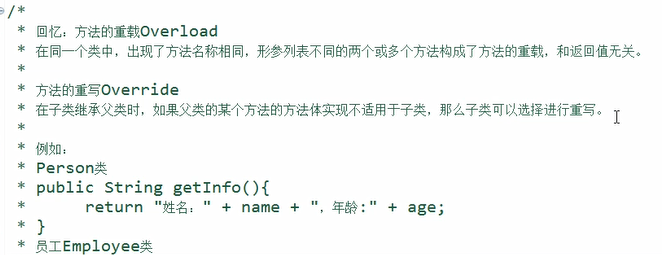 /*
* 回忆：方法的重载Overload
* 在同一个类中，出现了方法名称相同，形参列表不同的两个或多个方法构成了方法的重载，和返回值无关。
*
* 方法的重写Override
* 在子类继承父类时，如果父类的某个方法的方法体实现不适用于子类，那么子类可以选择进行重写。
*
* 例如：
* Person类
* public String getInfo(){
*     return "姓名：" + name + "，年龄:" + age;
* }
* 员工Employee类